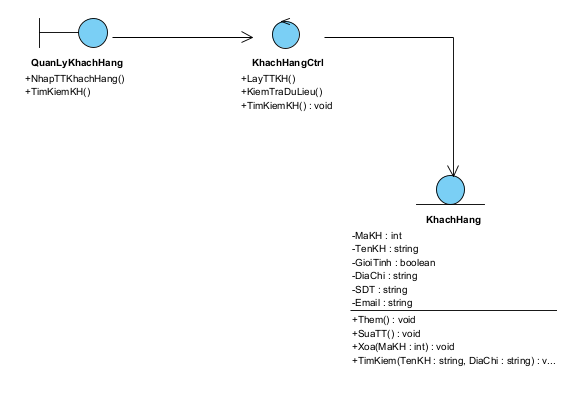 QuanLyKhachHang
+NhapTTKhachHang()
+TimKiemKH()
KhachHangCtrl
+LayTTKH()
+KiemTraDuLieu()
+TimKiemKH() : void
KhachHang
-MaKH : int
-TenKH : string
-GioiTinh : boolean
-DiaChi : string
-SDT : string
-Email : string
+Them() : void
+SuaTT() : void
+Xoa(MaKH : int) : void
+TimKiem(TenKH : string, DiaChi : string) : v...